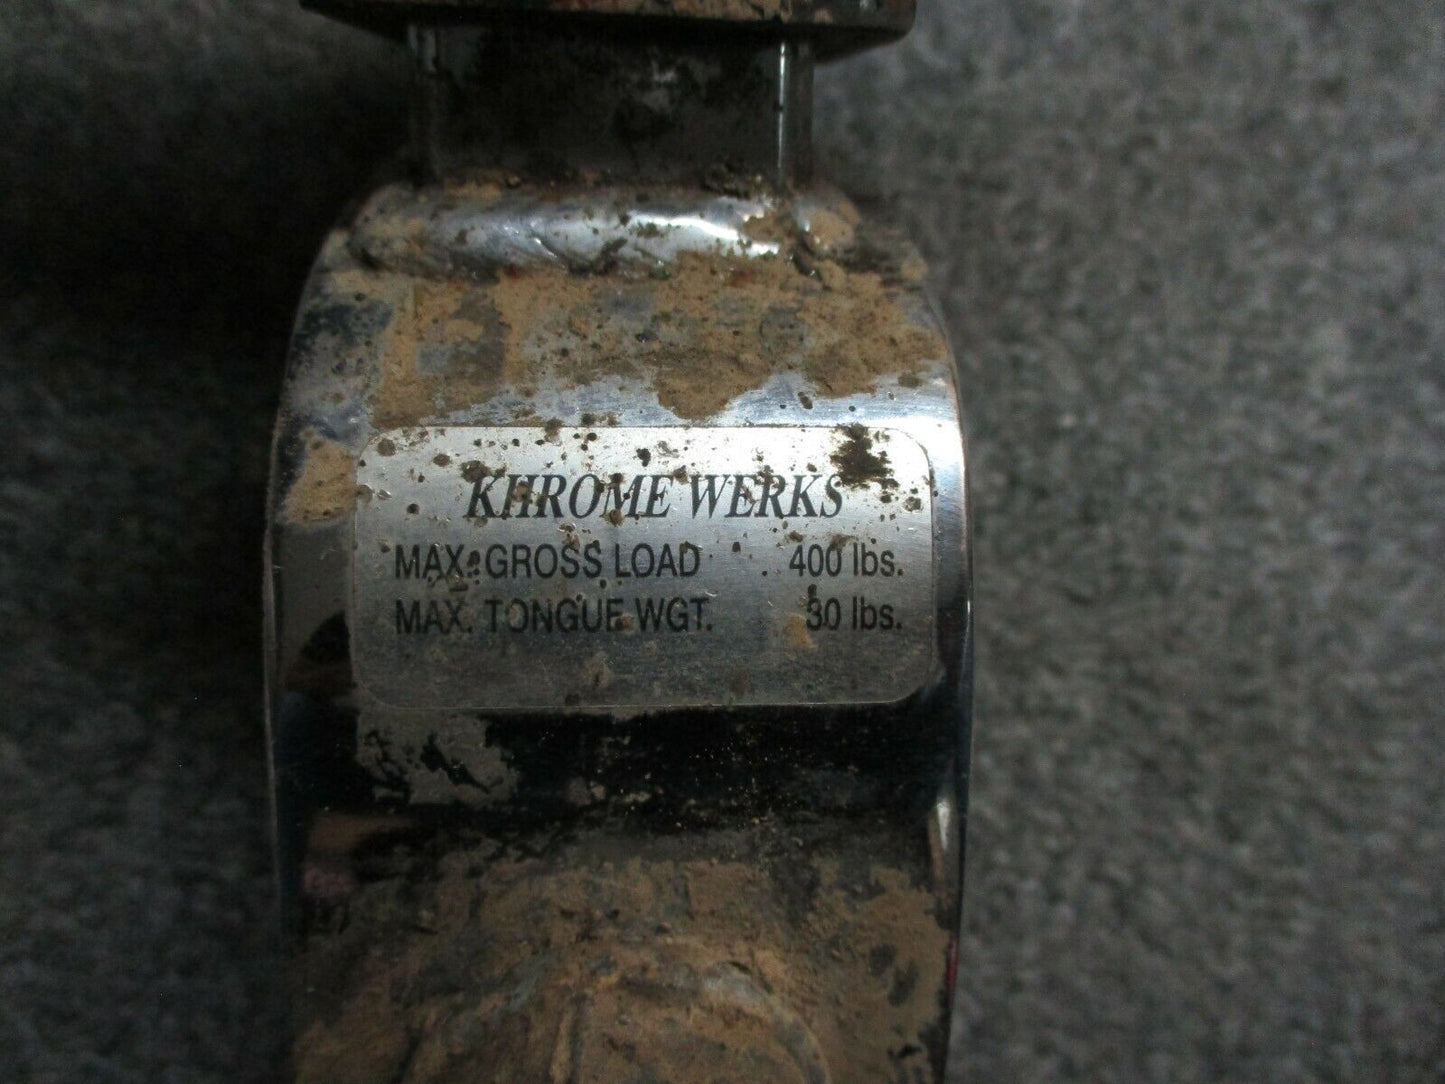 KHROME WERKS
MAX. GROSS LOAD 400 lbs.
MAX. TONGUE WGT. 30 lbs.